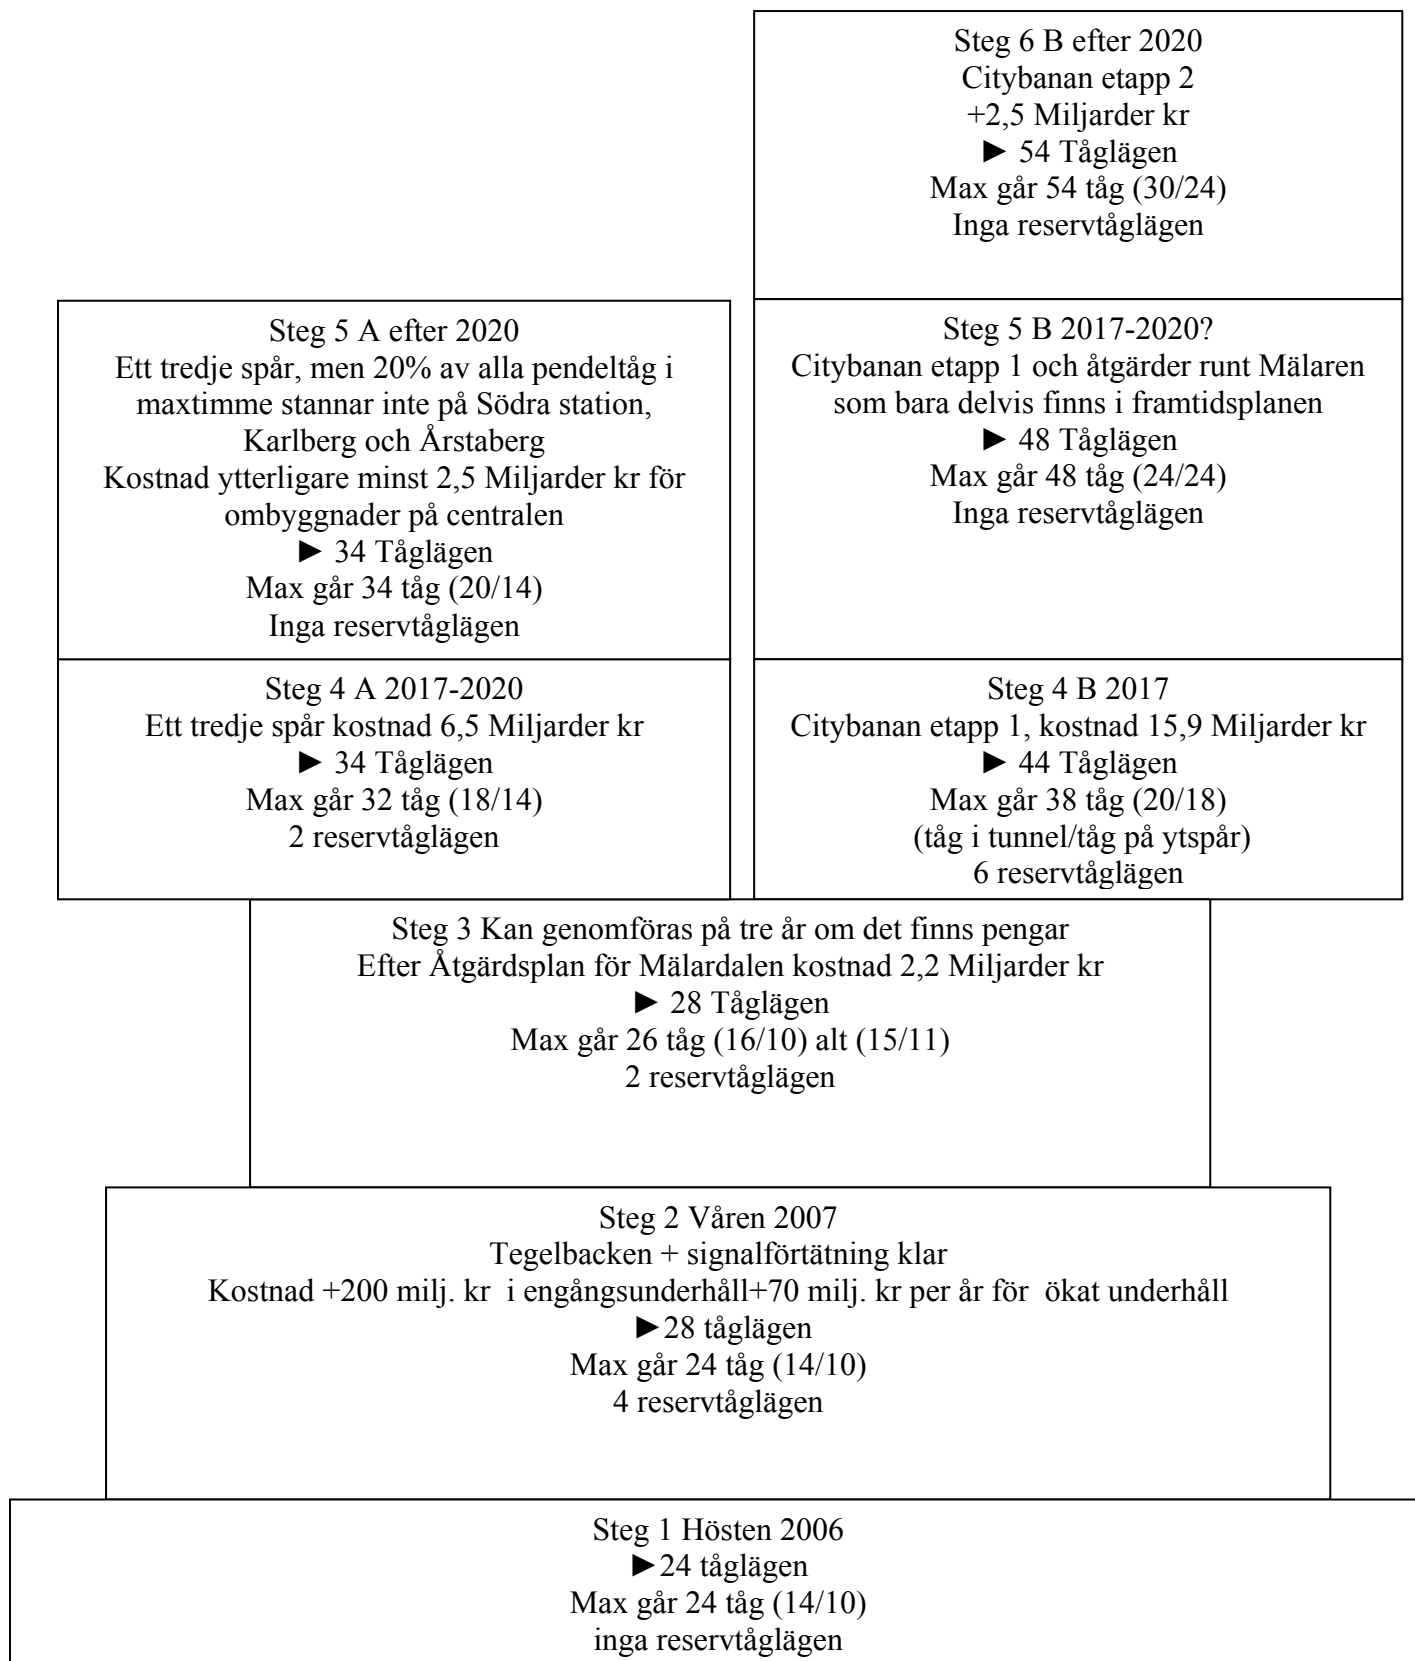 Steg 6 B efter 2020
Citybanan etapp 2
+2,5 Miljarder kr
► 54 Tåglägen
Max går 54 tåg (30/24)
Inga reservtåglägen
Steg 5 A efter 2020
Ett tredje spår, men 20% av alla pendeltåg i
maxtimme stannar inte på Södra station,
Karlberg och Årstaberg
Kostnad ytterligare minst 2,5 Miljarder kr för
ombyggnader på centralen
► 34 Tåglägen
Max går 34 tåg (20/14)
Inga reservtåglägen
Steg 5 B 2017-2020?
Citybanan etapp 1 och åtgärder runt Mälaren
som bara delvis finns i framtidsplanen
► 48 Tåglägen
Max går 48 tåg (24/24)
Inga reservtåglägen
Steg 4 A 2017-2020
Ett tredje spår kostnad 6,5 Miljarder kr
► 34 Tåglägen
Max går 32 tåg (18/14)
2 reservtåglägen
Steg 4 B 2017
Citybanan etapp 1, kostnad 15,9 Miljarder kr
► 44 Tåglägen
Max går 38 tåg (20/18)
(tåg i tunnel/tåg på ytspår)
6 reservtåglägen
Steg 3 Kan genomföras på tre år om det finns pengar
Efter Åtgärdsplan för Mälardalen kostnad 2,2 Miljarder kr
► 28 Tåglägen
Max går 26 tåg (16/10) alt (15/11)
2 reservtåglägen
Steg 2 Våren 2007
Tegelbacken + signalförtätning klar
Kostnad +200 milj. kr i engångsunderhåll+70 milj. kr per år för ökat underhåll
►28 tåglägen
Max går 24 tåg (14/10)
4 reservtåglägen
Steg 1 Hösten 2006
►24 tåglägen
Max går 24 tåg (14/10)
inga reservtåglägen